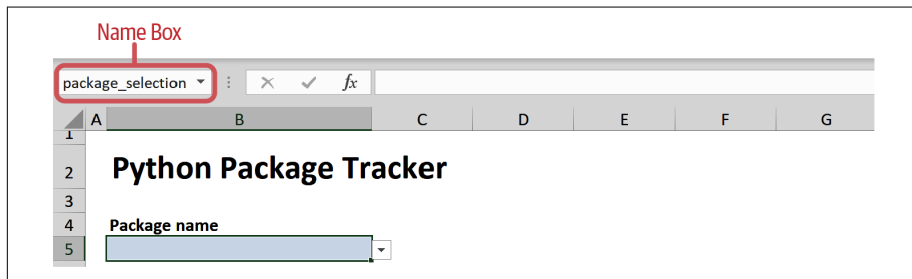 Name Box
package_selection fx
A B C D E F G
1
2 Python Package Tracker
3
4 Package name
5